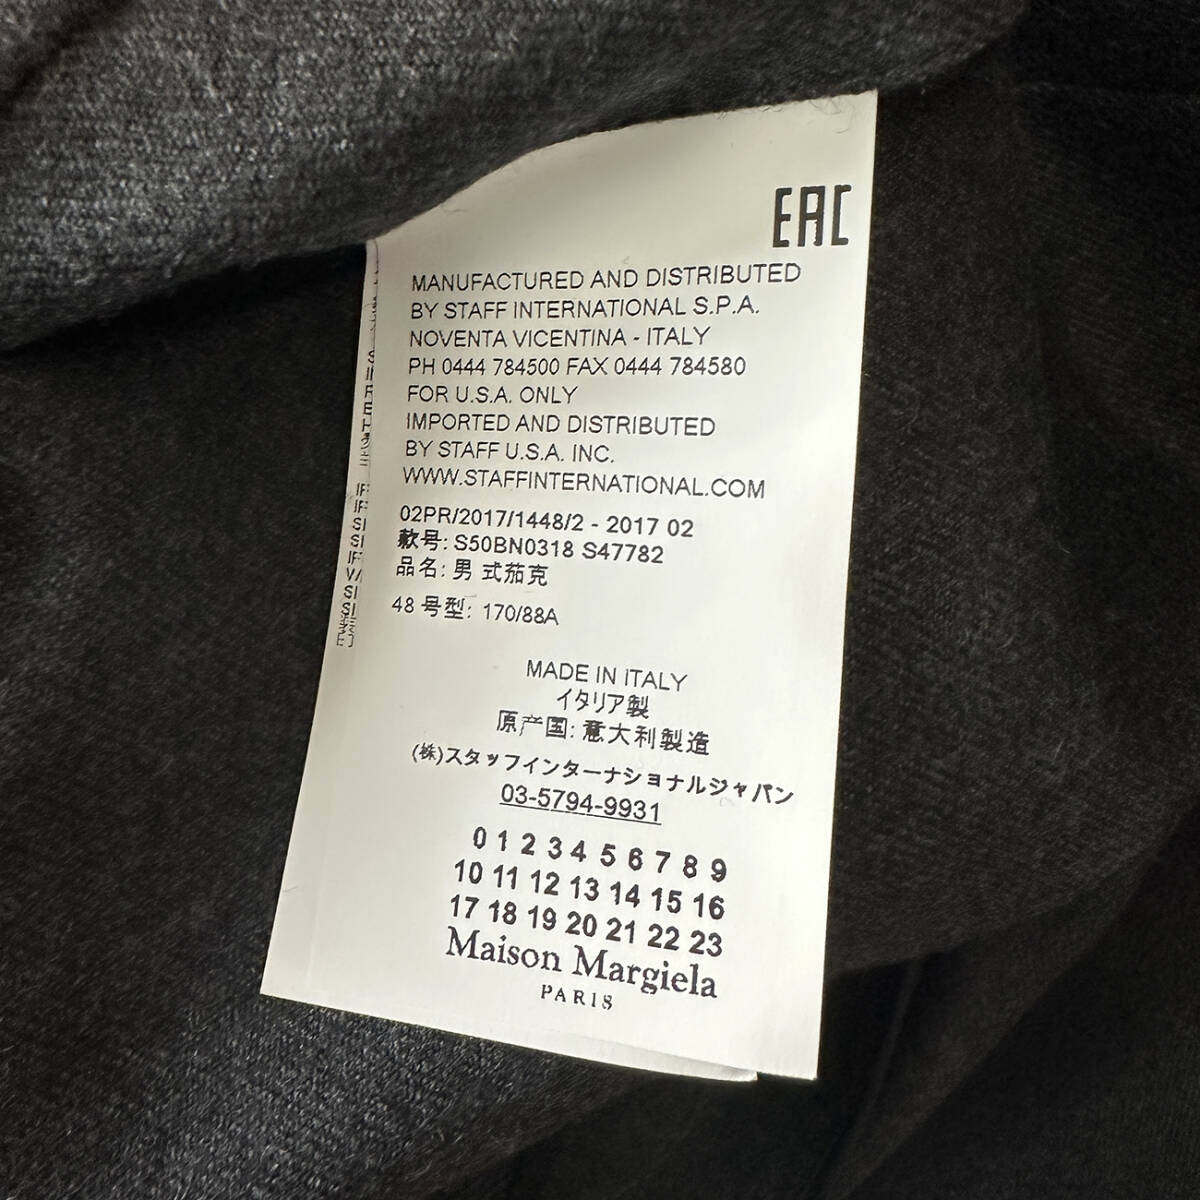 EAC
MANUFACTURED AND DISTRIBUTED
BY STAFF INTERNATIONAL S.P.A.
NOVENTA VICENTINA - ITALY
PH 0444 784500 FAX 0444 784580
FOR U.S.A. ONLY
IMPORTED AND DISTRIBUTED
BY STAFF U.S.A. INC.
WWW.STAFFINTERNATIONAL.COM
02PR/2017/1448/2 - 2017 02
款号: S50BN0318 S47782
品名: 男 式茄克
48 号型: 170/88A
MADE IN ITALY
イタリア製
原产国: 意大利製造
(株)スタッフインターナショナルジャパン
03-5794-9931
0 1 2 3 4 5 6 7 8 9
10 11 12 13 14 15 16
17 18 19 20 21 22 23
Maison Margiela
PARIS